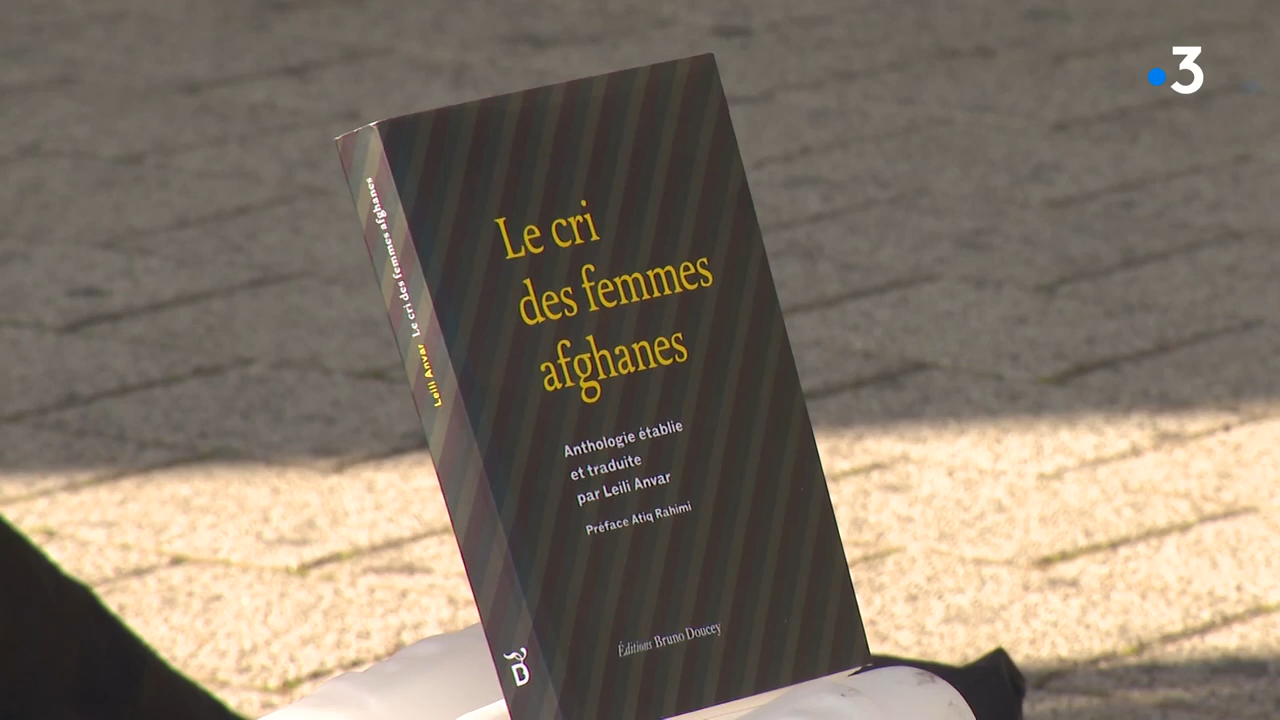 3
Leili Anvar Le cri des femmes afghanes
Le cri
des femmes
afghanes
Anthologie établie
et traduite
par Leili Anvar
Préface Atiq Rahimi
Éditions Bruno Doucey
D